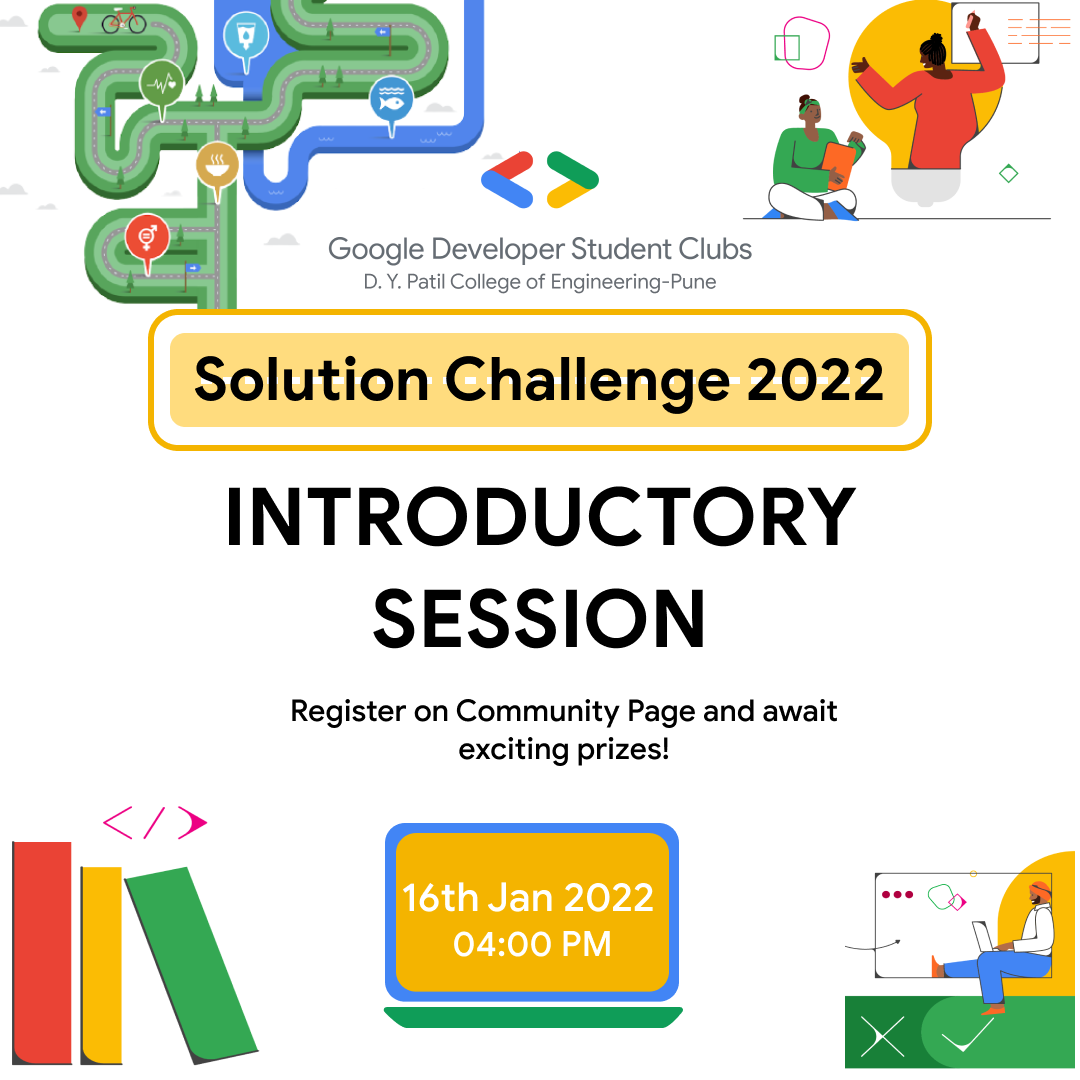 Google Developer Student Clubs
D. Y. Patil College of Engineering-Pune
Solution Challenge 2022
INTRODUCTORY
SESSION
Register on Community Page and await
exciting prizes!
</>
16th Jan 2022
04:00 PM